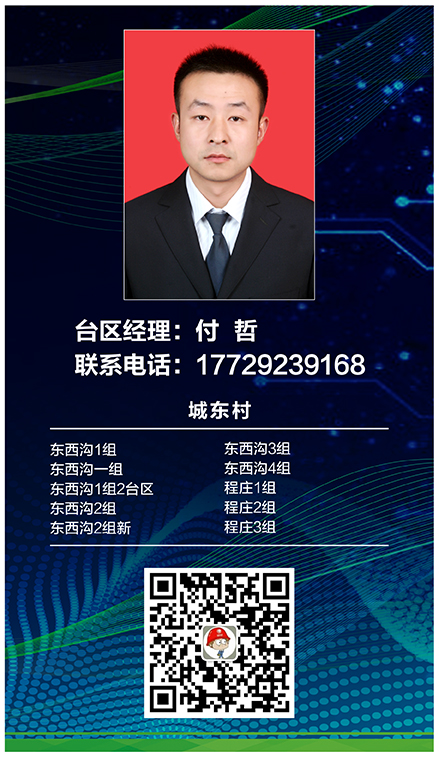 台区经理：付 哲
联系电话：17729239168
城东村
东西沟1组
东西沟一组
东西沟1组2台区
东西沟2组
东西沟2组新
东西沟3组
东西沟4组
程庄1组
程庄2组
程庄3组